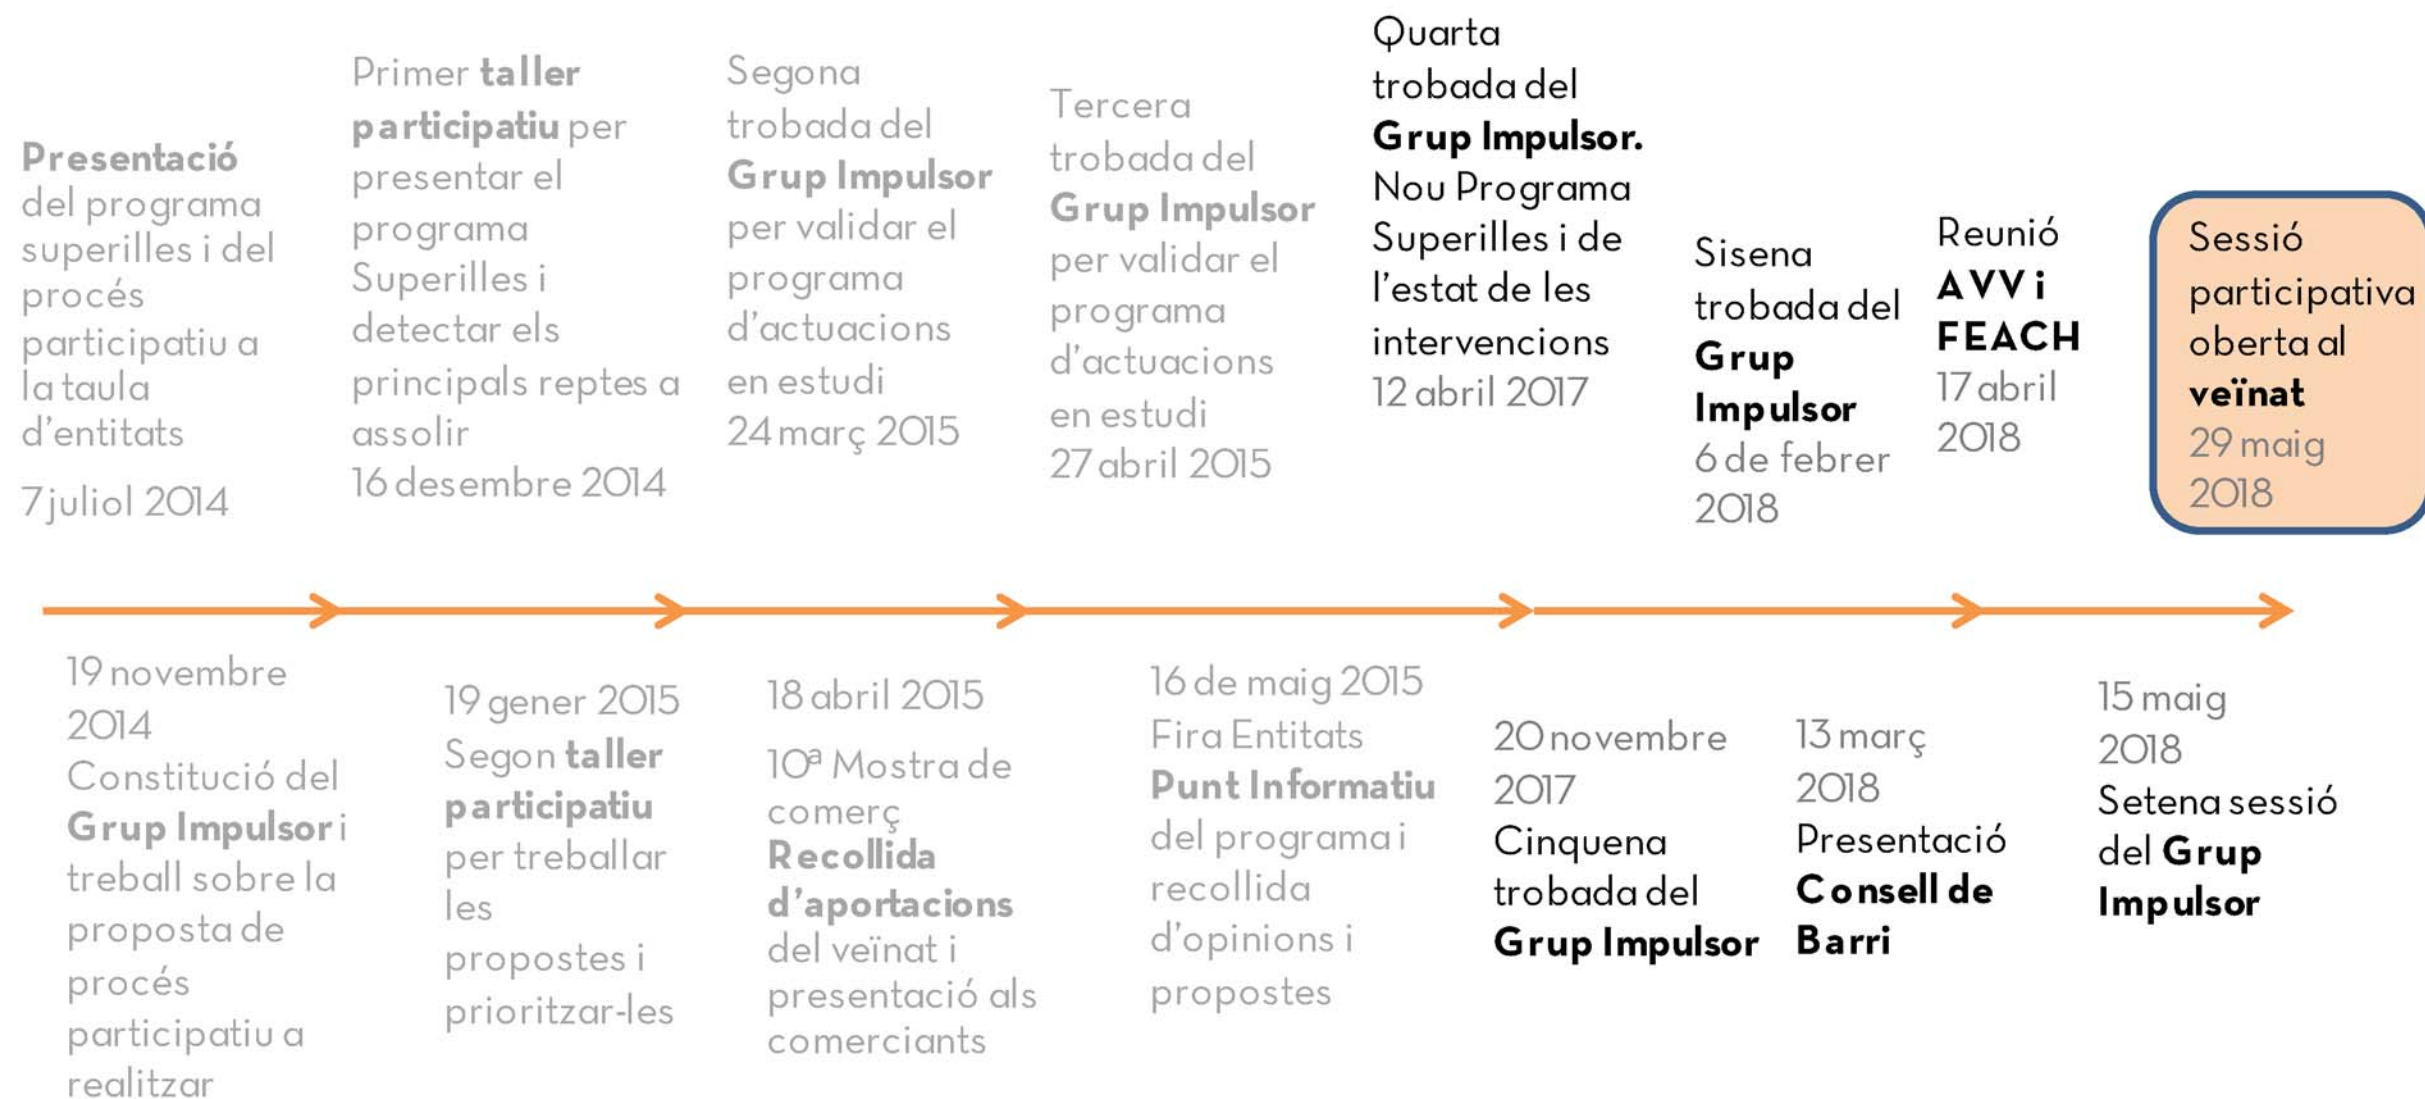 Presentació
del programa
superilles i del
procés
participatiu a
la taula
d'entitats
7 juliol 2014
Primer taller
participatiu per
presentar el
programa
Superilles i
detectar els
principals reptes a
assolir
16 desembre 2014
Segona
trobada del
Grup Impulsor
per validar el
programa
d'actuacions
en estudi
24 març 2015
Tercera
trobada del
Grup Impulsor
per validar el
programa
d'actuacions
en estudi
27 abril 2015
Quarta
trobada del
Grup Impulsor.
Nou Programa
Superilles i de
l'estat de les
intervencions
12 abril 2017
Sisena
trobada del
Grup
Impulsor
6 de febrer
2018
Reunió
AVV i
FEACH
17 abril
2018
Sessió
participativa
oberta al
veïnat
29 maig
2018
19 novembre
2014
Constitució del
Grup Impulsor i
treball sobre la
proposta de
procés
participatiu a
realitzar
19 gener 2015
Segon taller
participatiu
per treballar
les
propostes i
prioritzar-les
18 abril 2015
10ª Mostra de
comerç
Recollida
d'aportacions
del veïnat i
presentació als
comerciants
16 de maig 2015
Fira Entitats
Punt Informatiu
del programa i
recollida
d'opinions i
propostes
20 novembre
2017
Cinquena
trobada del
Grup Impulsor
13 març
2018
Presentació
Consell de
Barri
15 maig
2018
Setena sessió
del Grup
Impulsor